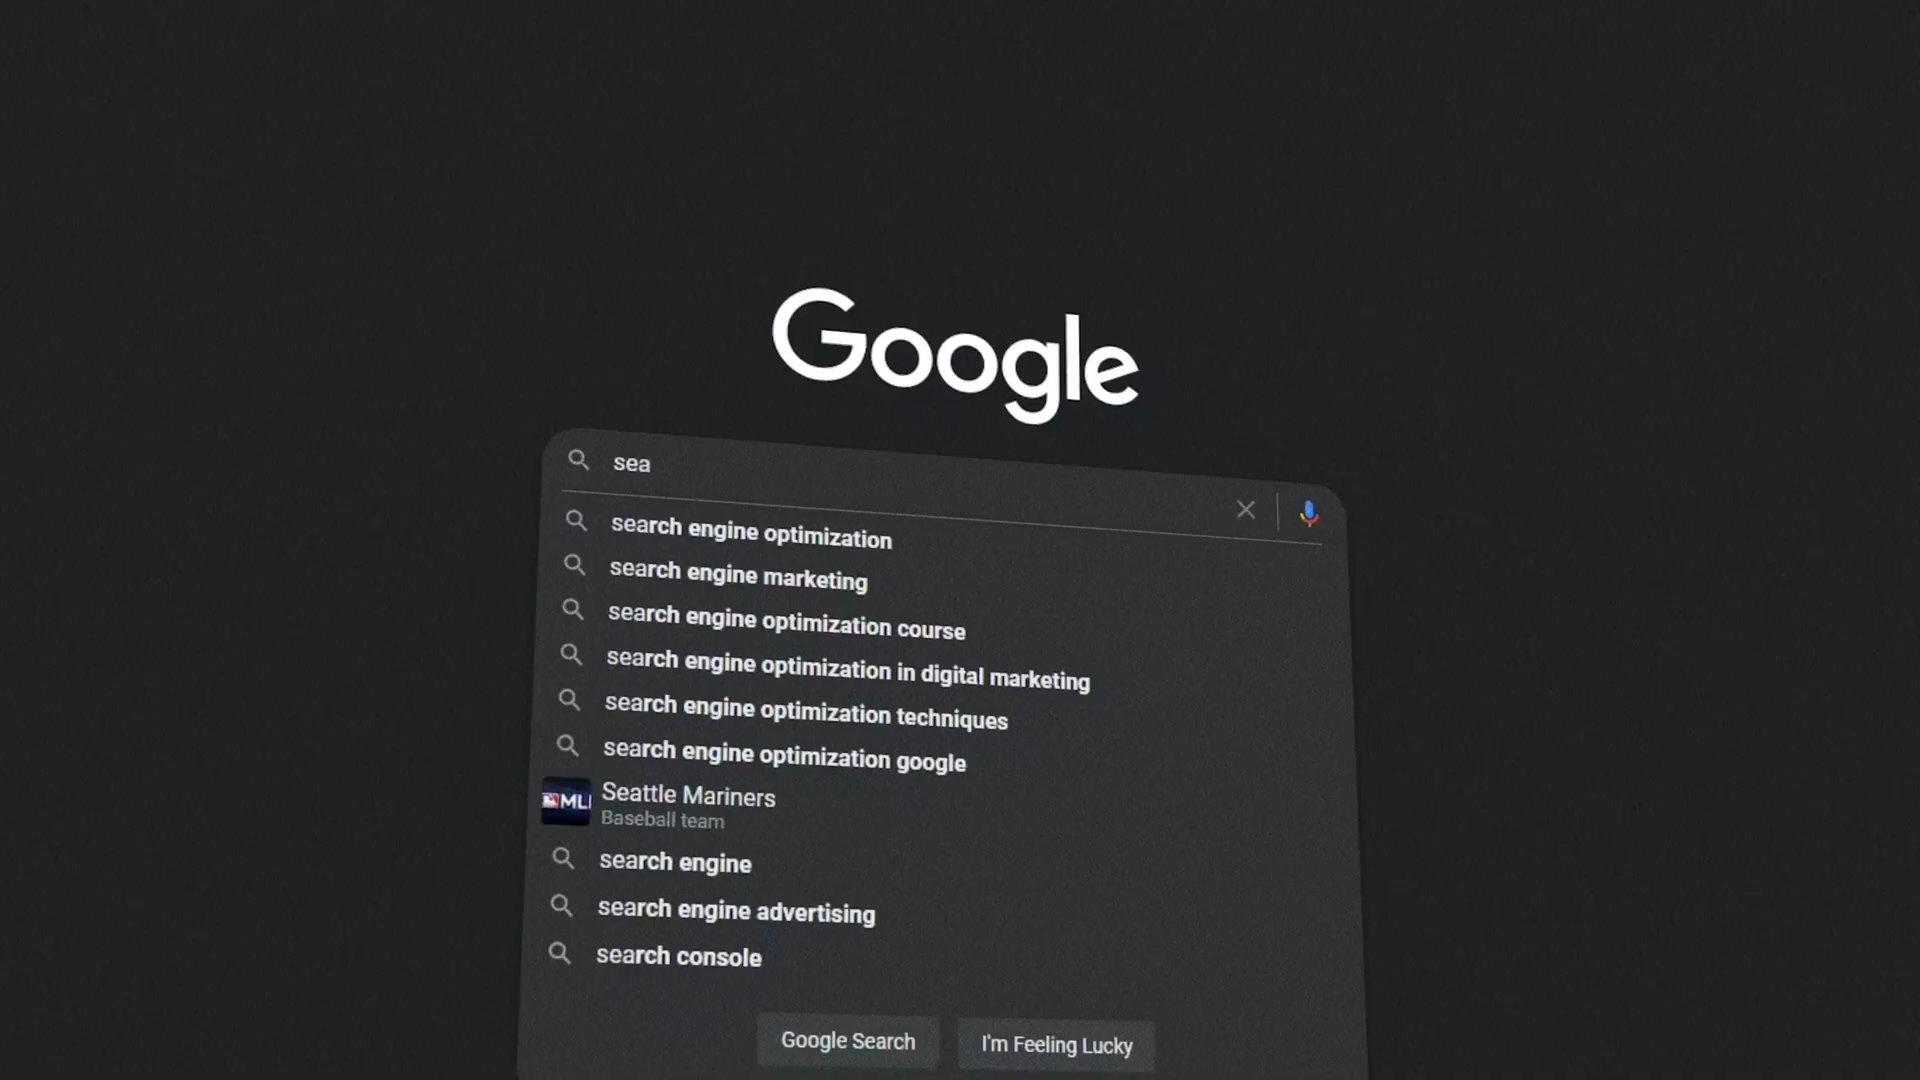 Google
sea
search engine optimization
search engine marketing
search engine optimization course
search engine optimization in digital marketing
search engine optimization techniques
search engine optimization google
MLB
Seattle Mariners
Baseball team
search engine
search engine advertising
search console
Google Search
I'm Feeling Lucky